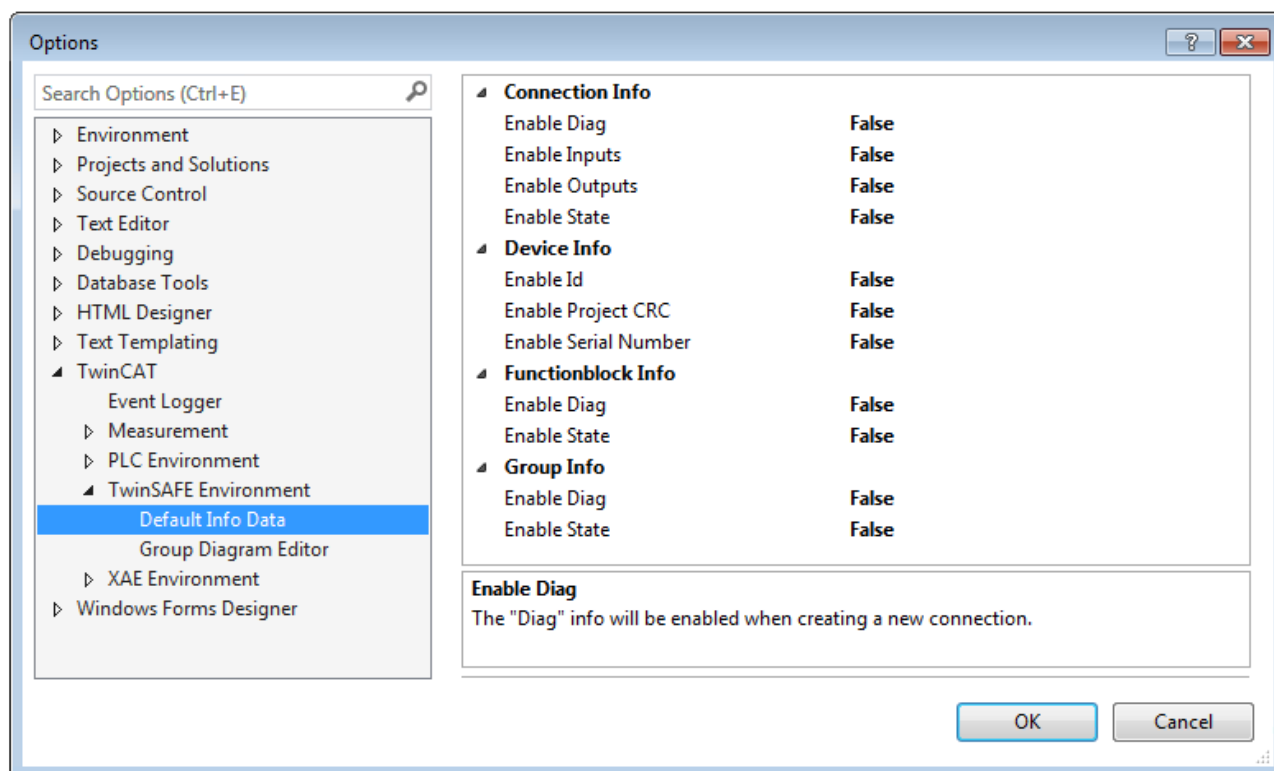 Options
Search Options (Ctrl+E)
Environment
Projects and Solutions
Source Control
Text Editor
Debugging
Database Tools
HTML Designer
Text Templating
TwinCAT
Event Logger
Measurement
PLC Environment
TwinSAFE Environment
Default Info Data
Group Diagram Editor
XAE Environment
Windows Forms Designer
Connection Info
Enable Diag False
Enable Inputs False
Enable Outputs False
Enable State False
Device Info
Enable Id False
Enable Project CRC False
Enable Serial Number False
Functionblock Info
Enable Diag False
Enable State False
Group Info
Enable Diag False
Enable State False
Enable Diag
The "Diag" info will be enabled when creating a new connection.
OK Cancel